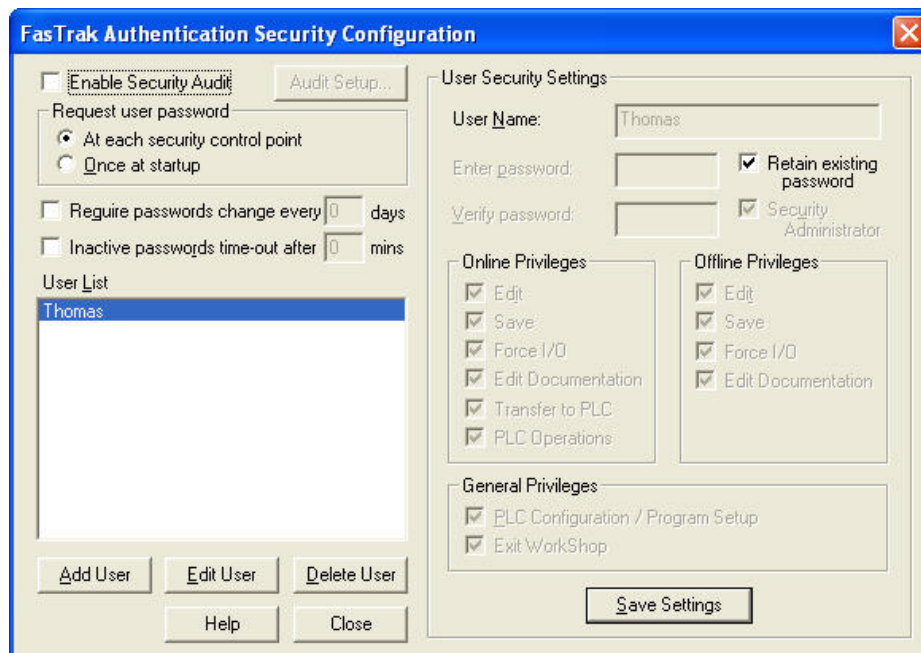 FasTrak Authentication Security Configuration
Enable Security Audit
Audit Setup...
Request user password
At each security control point
Once at startup
Reguire passwords change every 0 days
Inactive passwords time-out after 0 mins
User List
Thomas
Add User
Edit User
Delete User
Help
Close
User Security Settings
User Name: Thomas
Enter password:
Retain existing password
Verify password:
Security Administrator
Online Privileges
Edit
Save
Force I/O
Edit Documentation
Transfer to PLC
PLC Operations
Offline Privileges
Edit
Save
Force I/O
Edit Documentation
General Privileges
PLC Configuration / Program Setup
Exit WorkShop
Save Settings